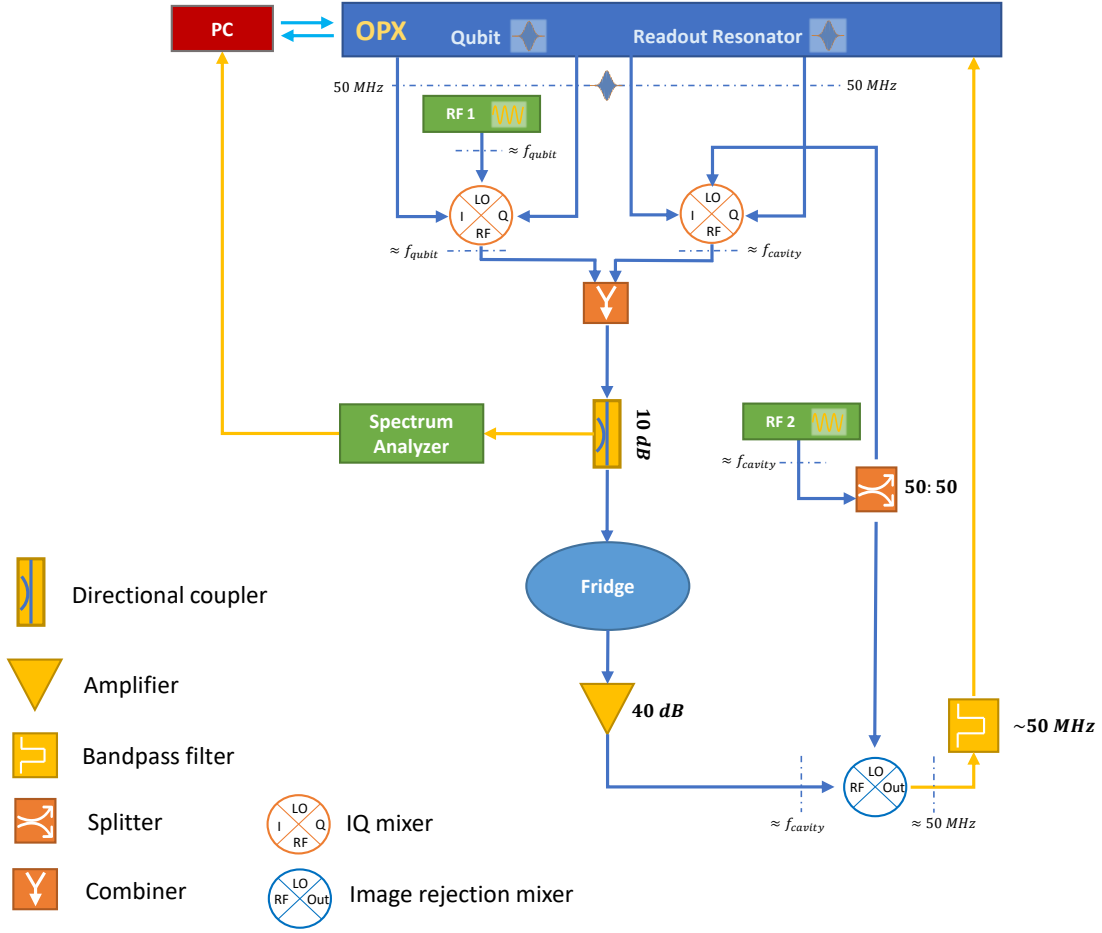 PC
OPX
Qubit
Readout Resonator
50 MHz
50 MHz
RF 1
≈ f_qubit
LO
I
Q
RF
LO
I
Q
RF
≈ f_qubit
≈ f_cavity
Spectrum
Analyzer
10 dB
RF 2
≈ f_cavity
50: 50
Fridge
Directional coupler
Amplifier
40 dB
~50 MHz
Bandpass filter
LO
RF
Out
≈ f_cavity
≈ 50 MHz
Splitter
LO
I
Q
RF
IQ mixer
Combiner
LO
RF
Out
Image rejection mixer